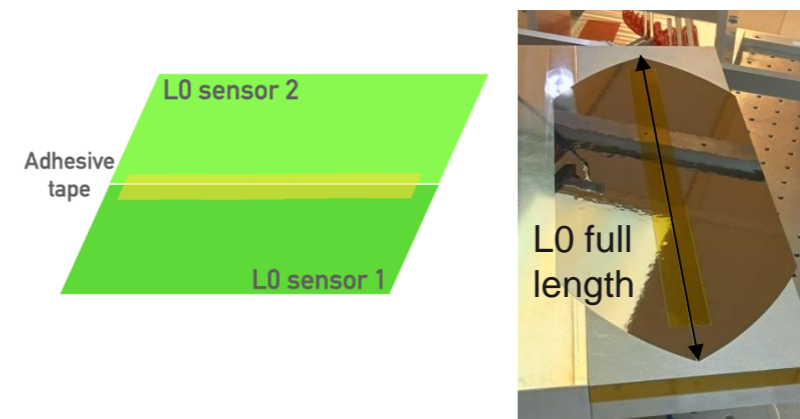 L0 sensor 2
Adhesive
tape
L0 sensor 1
L0 full
length